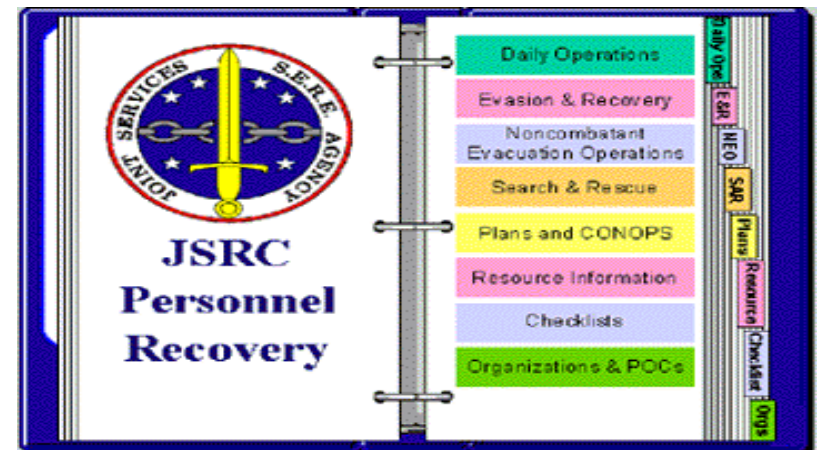 JOINT SERVICES S.E.R.E. AGENCY
JSRC
Personnel
Recovery
Daily Operations
Evasion & Recovery
Noncombatant
Evacuation Operations
Search & Rescue
Plans and CONOPS
Resource Information
Checklists
Organizations & POCs
Daily Ops
E&R
NEO
SAR
Plans
Resource
Checklist
Orgs